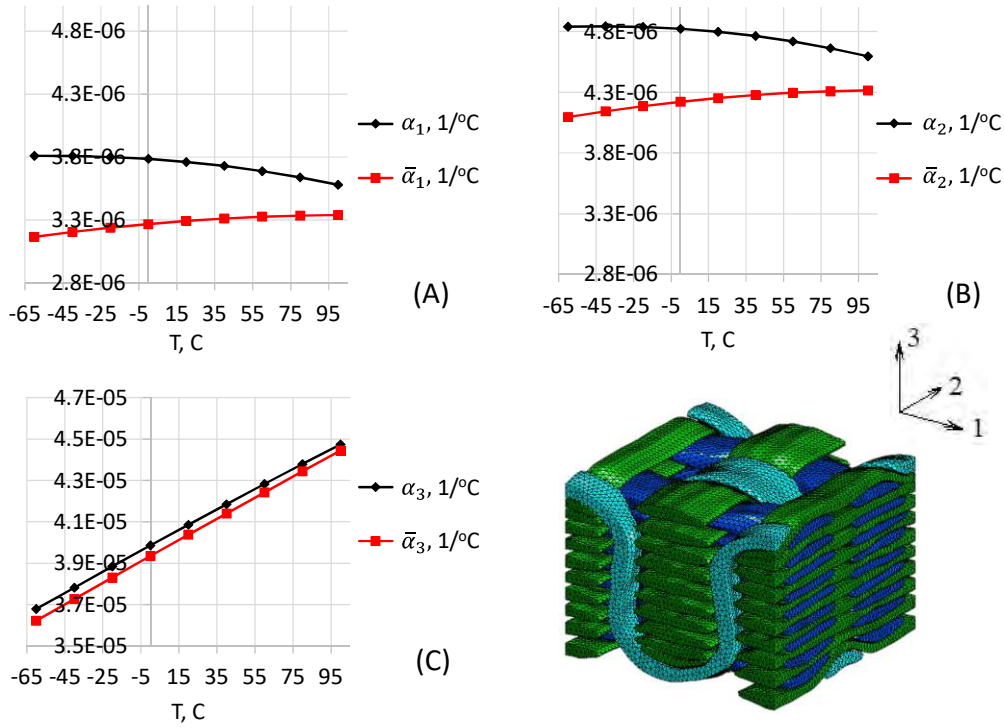 4.8E-06
4.3E-06
3.8E-06
3.3E-06
2.8E-06
-65 -45 -25 -5 15 35 55 75 95
T, C
α₁, 1/°C
ᾱ₁, 1/°C
(A)
4.8E-06
4.3E-06
3.8E-06
3.3E-06
2.8E-06
-65 -45 -25 -5 15 35 55 75 95
T, C
α₂, 1/°C
ᾱ₂, 1/°C
(B)
4.7E-05
4.5E-05
4.3E-05
4.1E-05
3.9E-05
3.7E-05
3.5E-05
-65 -45 -25 -5 15 35 55 75 95
T, C
α₃, 1/°C
ᾱ₃, 1/°C
(C)
3
2
1